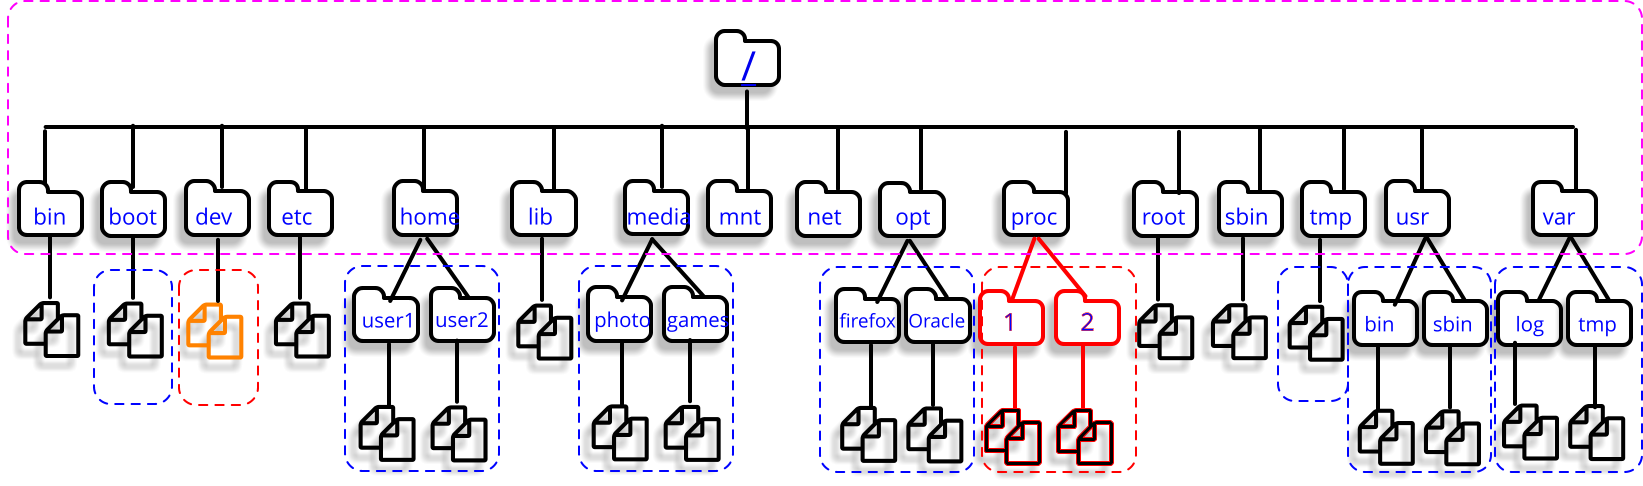 /
bin boot dev etc home lib media mnt net opt proc root sbin tmp usr var
user1 user2 photo games firefox Oracle 1 2 bin sbin log tmp